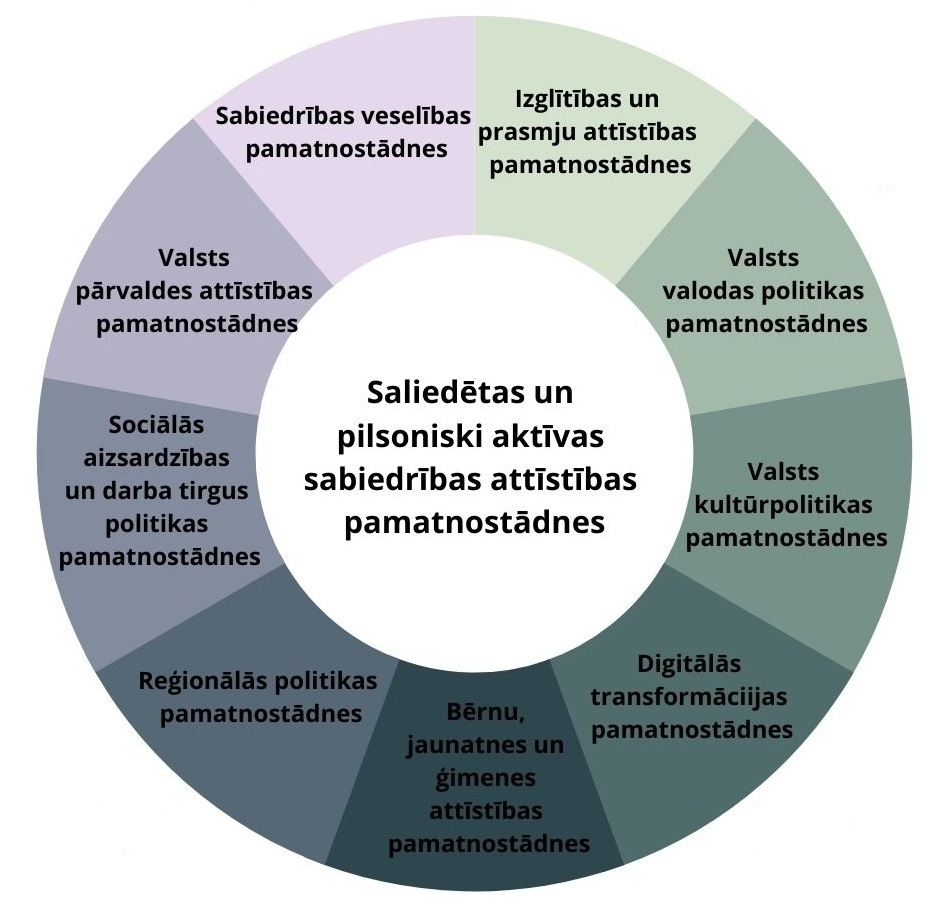 Sabiedrības veselības
pamatnostādnes
Izglītības un
prasmju attīstības
pamatnostādnes
Valsts
valodas politikas
pamatnostādnes
Valsts
kultūrpolitikas
pamatnostādnes
Digitālās
transformāciijas
pamatnostādnes
Bērnu,
jaunatnes un
ģimenes
attīstības
pamatnostādnes
Reģionālās politikas
pamatnostādnes
Sociālās
aizsardzības
un darba tirgus
politikas
pamatnostādnes
Valsts
pārvaldes attīstības
pamatnostādnes
Saliedētas un
pilsoniski aktīvas
sabiedrības attīstības
pamatnostādnes